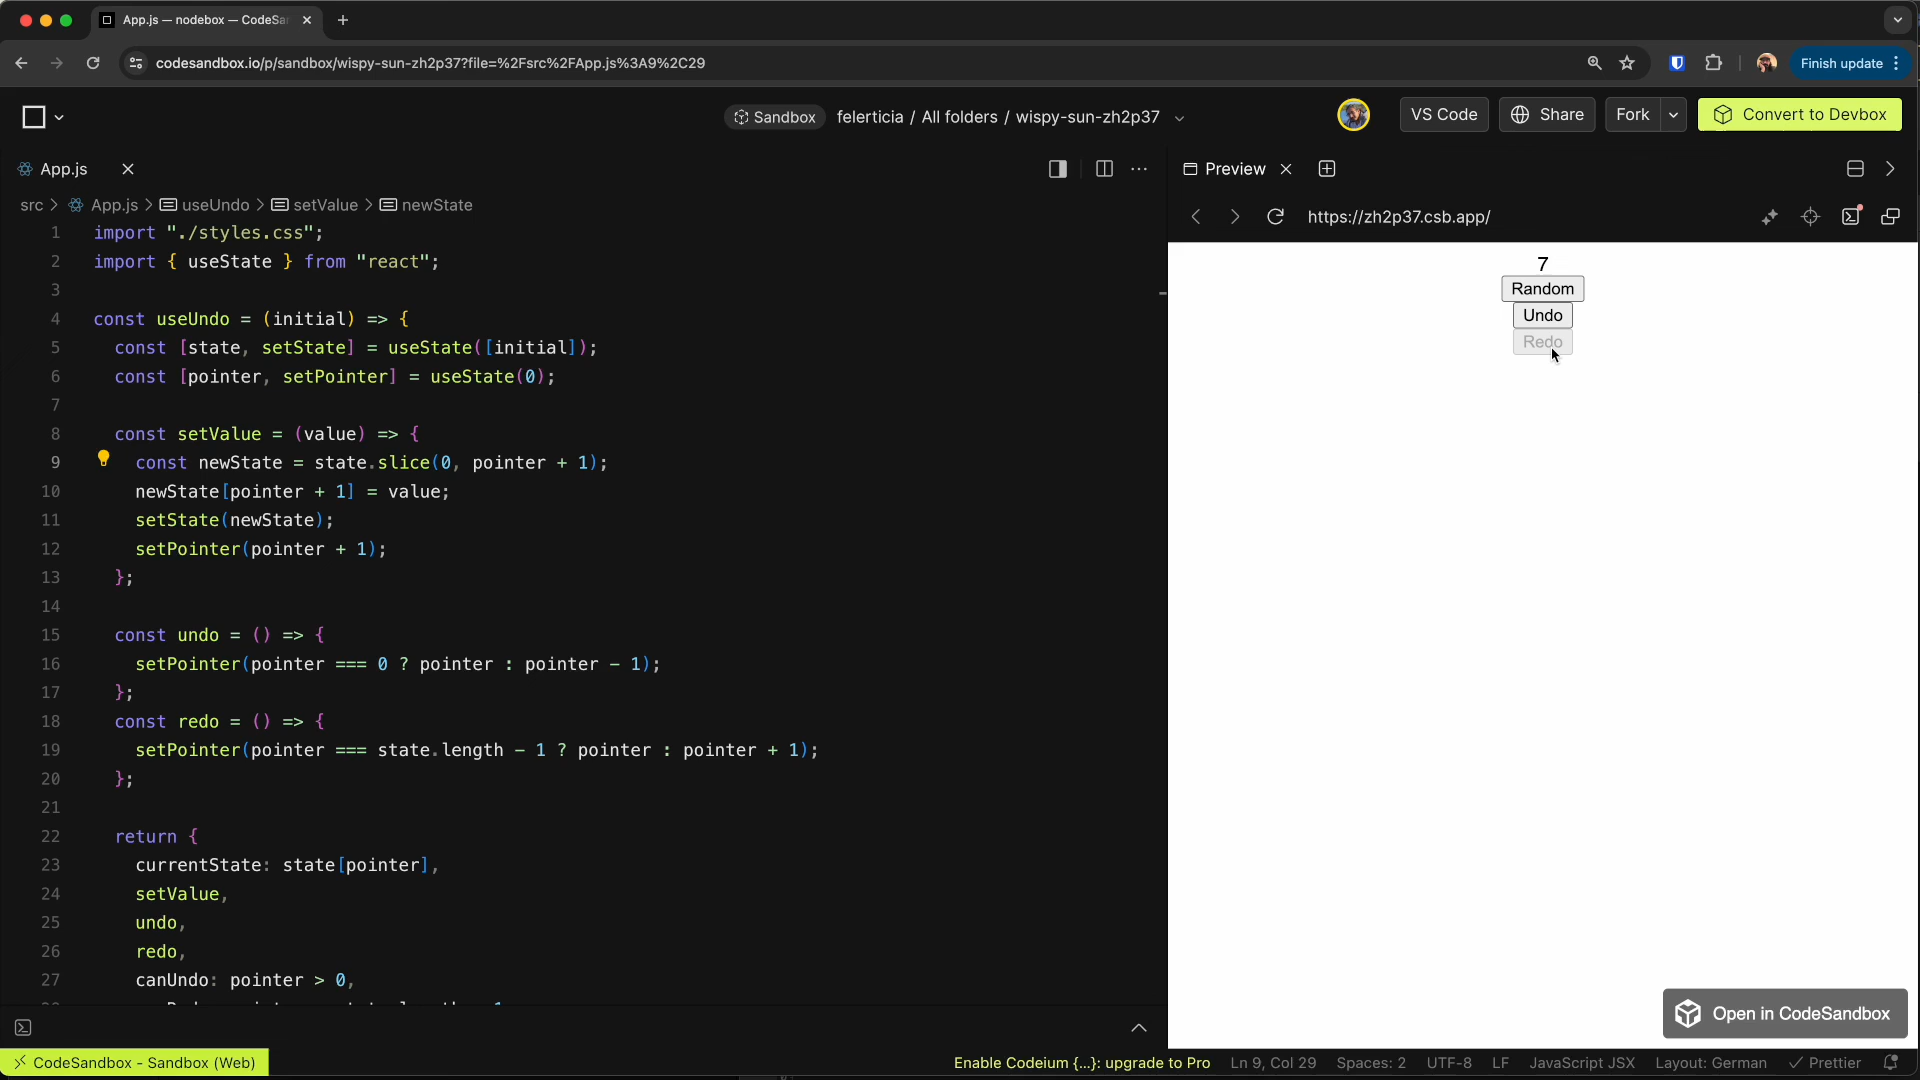 App.js — nodebox — CodeSa
codesandbox.io/p/sandbox/wispy-sun-zh2p37?file=%2Fsrc%2FApp.js%3A9%2C29
Finish update
Sandbox
felerticia / All folders / wispy-sun-zh2p37
VS Code
Share
Fork
Convert to Devbox
App.js
src > App.js > useUndo > setValue > newState
1 import "./styles.css";
2 import { useState } from "react";
3
4 const useUndo = (initial) => {
5 const [state, setState] = useState([initial]);
6 const [pointer, setPointer] = useState(0);
7
8 const setValue = (value) => {
9 const newState = state.slice(0, pointer + 1);
10 newState[pointer + 1] = value;
11 setState(newState);
12 setPointer(pointer + 1);
13 };
14
15 const undo = () => {
16 setPointer(pointer === 0 ? pointer : pointer - 1);
17 };
18 const redo = () => {
19 setPointer(pointer === state.length - 1 ? pointer : pointer + 1);
20 };
21
22 return {
23 currentState: state[pointer],
24 setValue,
25 undo,
26 redo,
27 canUndo: pointer > 0,
Preview
https://zh2p37.csb.app/
7
Random
Undo
Redo
Open in CodeSandbox
CodeSandbox - Sandbox (Web)
Enable Codeium {...}: upgrade to Pro
Ln 9, Col 29
Spaces: 2
UTF-8
LF
JavaScript JSX
Layout: German
Prettier